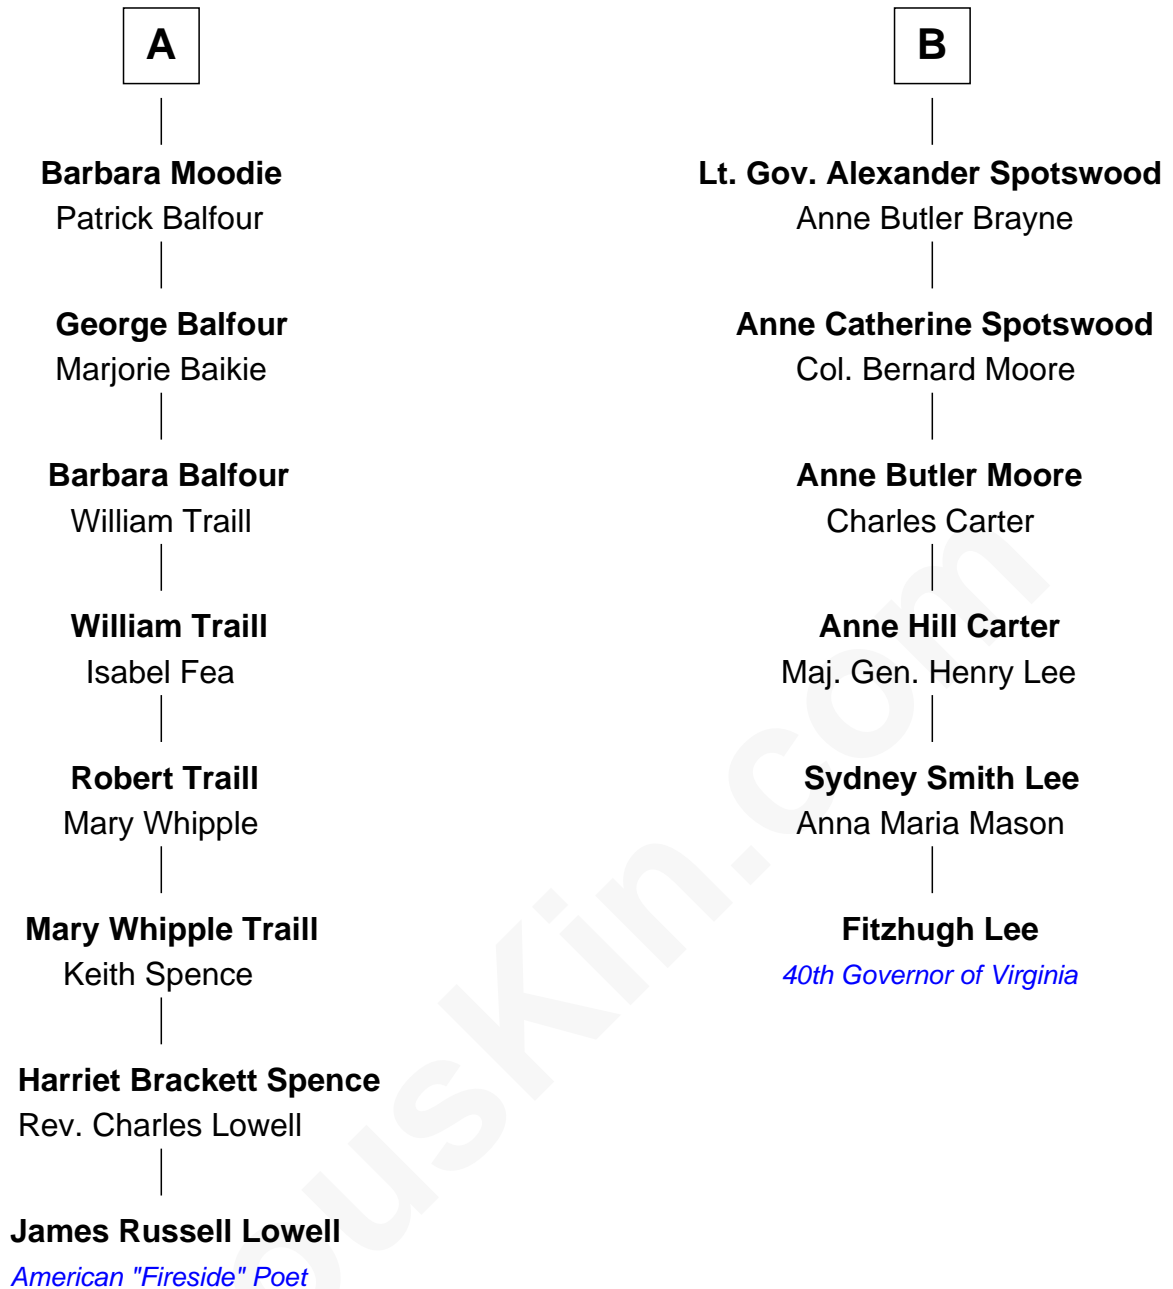 A
Barbara Moodie
Patrick Balfour
George Balfour
Marjorie Baikie
Barbara Balfour
William Traill
William Traill
Isabel Fea
Robert Traill
Mary Whipple
Mary Whipple Traill
Keith Spence
Harriet Brackett Spence
Rev. Charles Lowell
James Russell Lowell
American "Fireside" Poet
B
Lt. Gov. Alexander Spotswood
Anne Butler Brayne
Anne Catherine Spotswood
Col. Bernard Moore
Anne Butler Moore
Charles Carter
Anne Hill Carter
Maj. Gen. Henry Lee
Sydney Smith Lee
Anna Maria Mason
Fitzhugh Lee
40th Governor of Virginia
ousKin.com